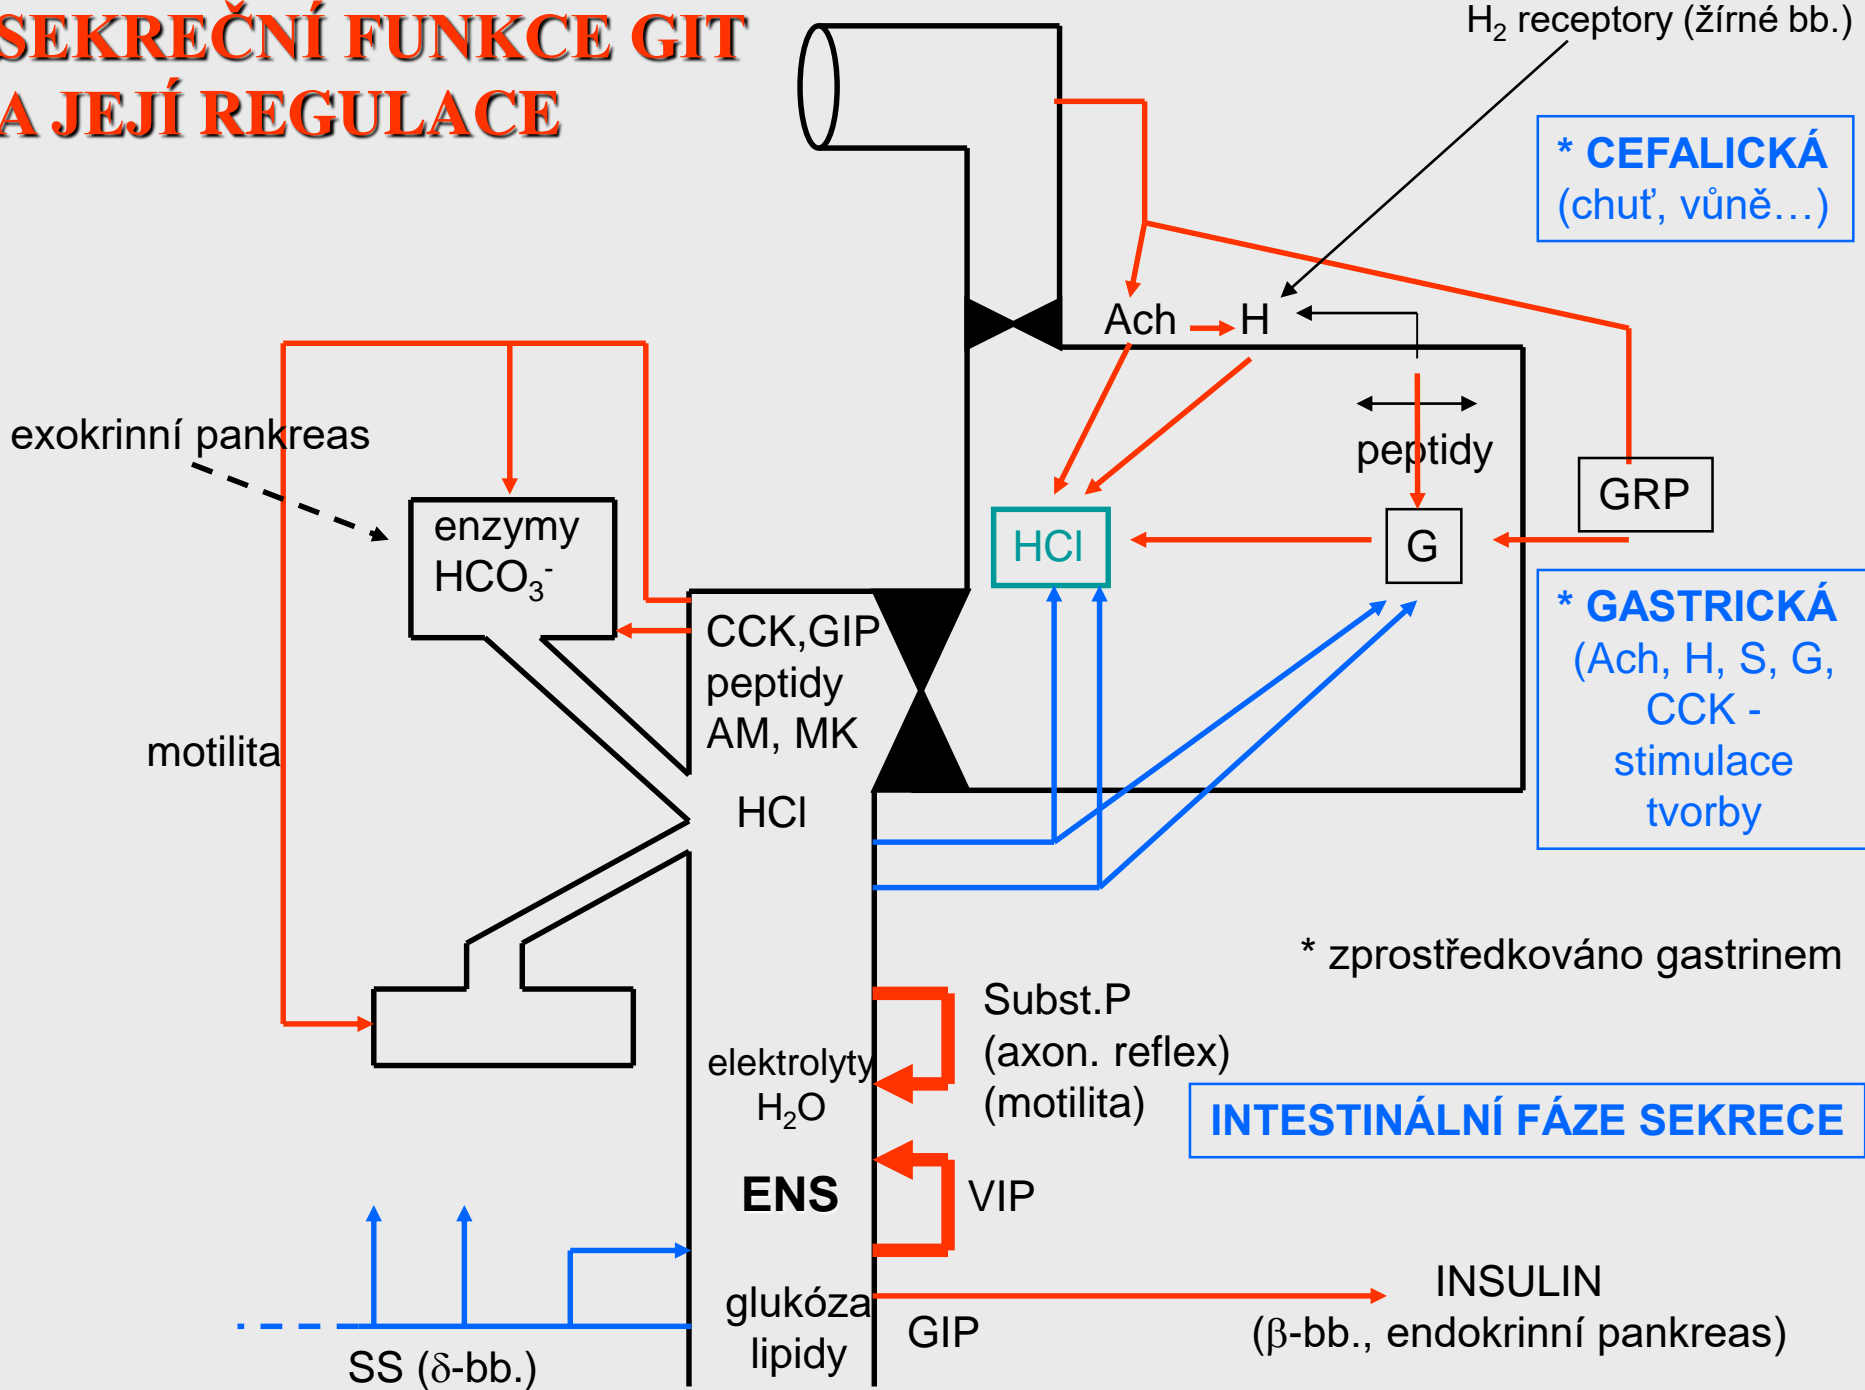 SEKREČNÍ FUNKCE GIT
A JEJÍ REGULACE
H₂ receptory (žírné bb.)
* CEFALICKÁ
(chuť, vůně…)
Ach
H
exokrinní pankreas
peptidy
GRP
enzymy
HCO₃⁻
HCl
G
CCK,GIP
peptidy
AM, MK
* GASTRICKÁ
(Ach, H, S, G,
CCK -
stimulace
tvorby
motilita
HCl
* zprostředkováno gastrinem
Subst.P
(axon. reflex)
(motilita)
elektrolyty
H₂O
INTESTINÁLNÍ FÁZE SEKRECE
ENS
VIP
glukóza
lipidy
GIP
INSULIN
(β-bb., endokrinní pankreas)
SS (δ-bb.)